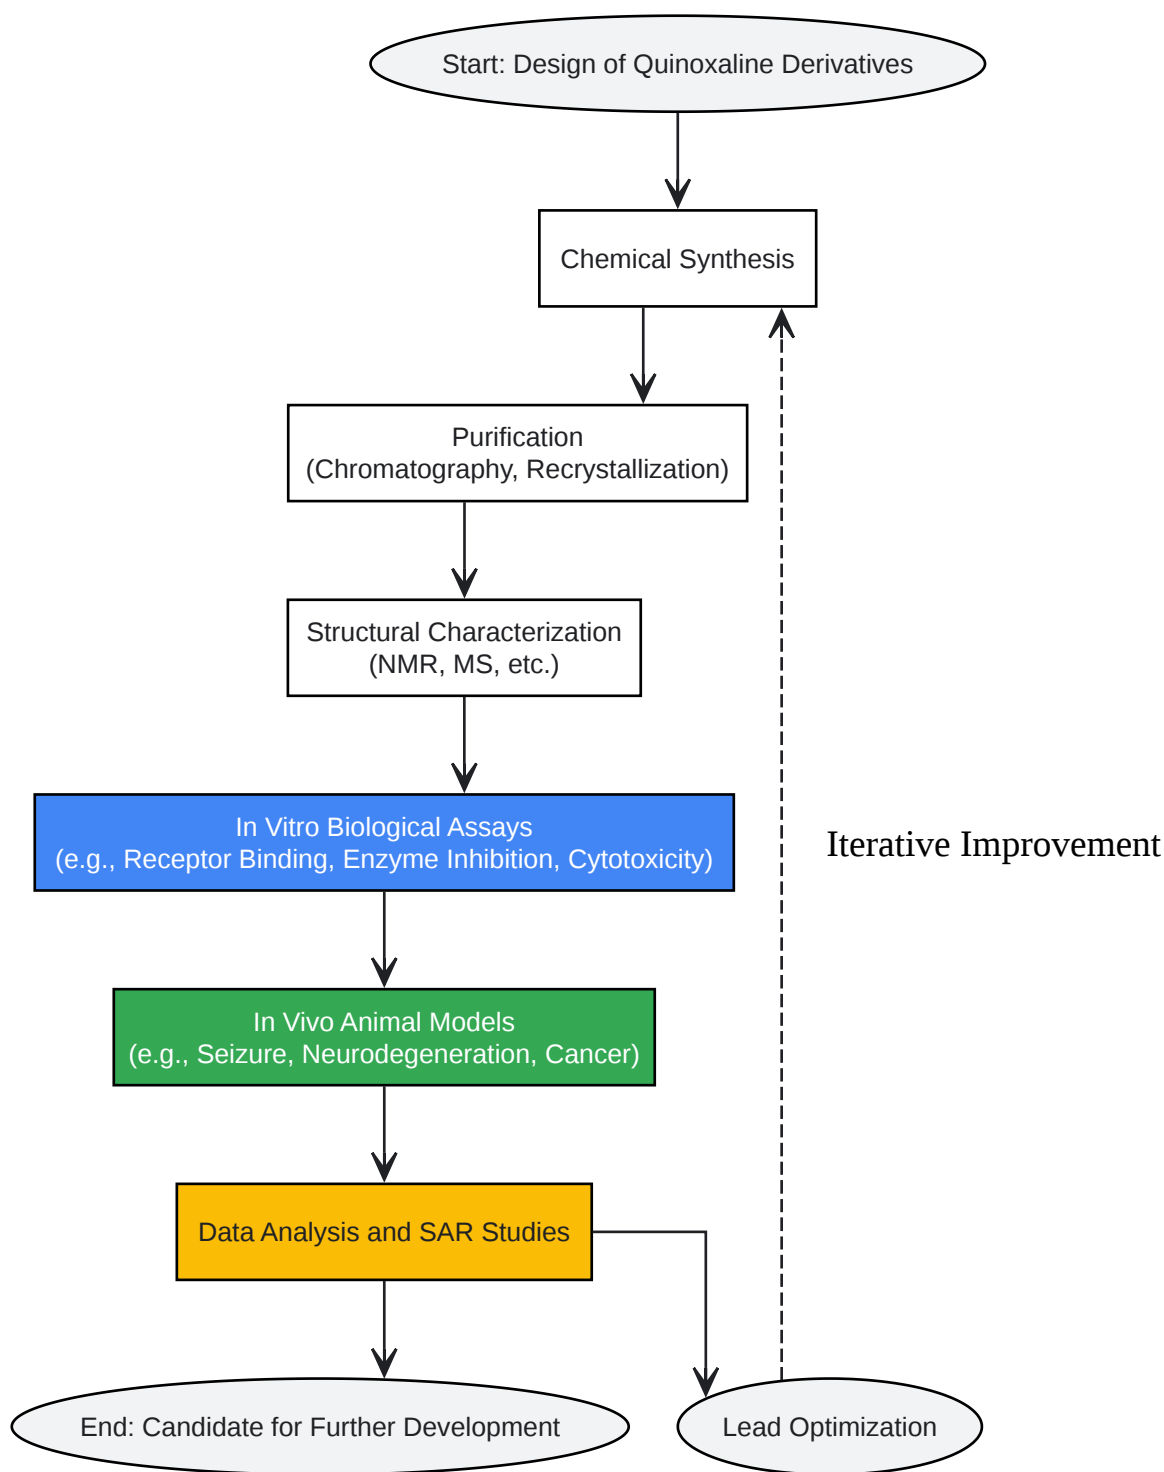 Start: Design of Quinoxaline Derivatives
Chemical Synthesis
Purification
(Chromatography, Recrystallization)
Structural Characterization
(NMR, MS, etc.)
In Vitro Biological Assays
(e.g., Receptor Binding, Enzyme Inhibition, Cytotoxicity)
Iterative Improvement
In Vivo Animal Models
(e.g., Seizure, Neurodegeneration, Cancer)
Data Analysis and SAR Studies
End: Candidate for Further Development
Lead Optimization